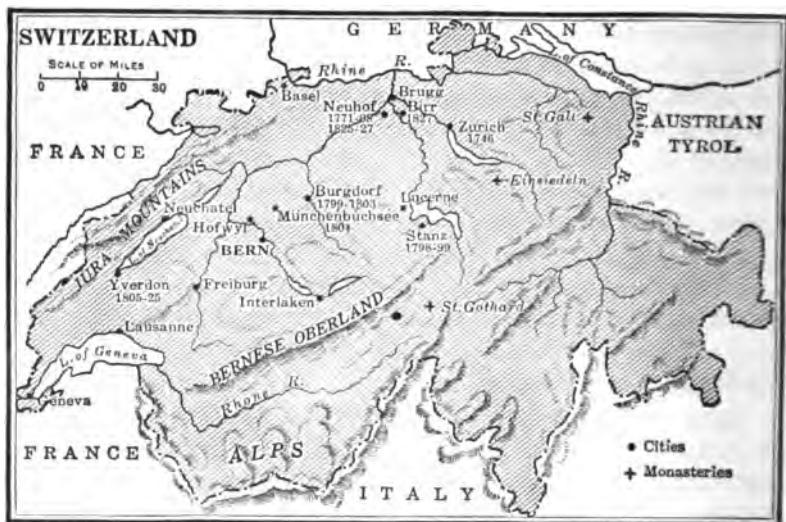 GERMANY
SWITZERLAND
SCALE OF MILES
0 10 20 30
Rhine R.
L. of Constance
Basel
Brugg
Neuhof
1771-98
1825-27
Birr
1827
Zurich
1746
St. Gall
Rhine R.
AUSTRIAN
TYROL
FRANCE
Einsiedeln
JURA MOUNTAINS
Burgdorf
1799-1803
Lucerne
Neuchatel
Münchenbuchsee
1804
Hofwyl
Stanz
1798-99
BERN
L. of Neuchatel
Yverdon
1805-25
Freiburg
Interlaken
St. Gothard
BERNESE OBERLAND
Lausanne
L. of Geneva
Rhone R.
Geneva
FRANCE
ALPS
ITALY
Cities
Monasteries